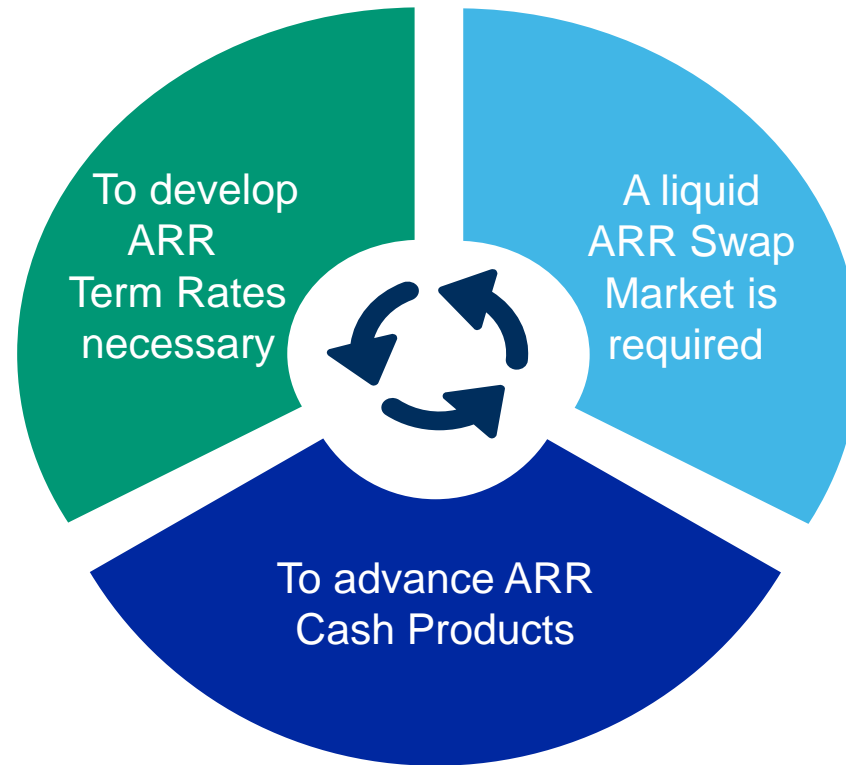 To develop
ARR
Term Rates
necessary
A liquid
ARR Swap
Market is
required
To advance ARR
Cash Products